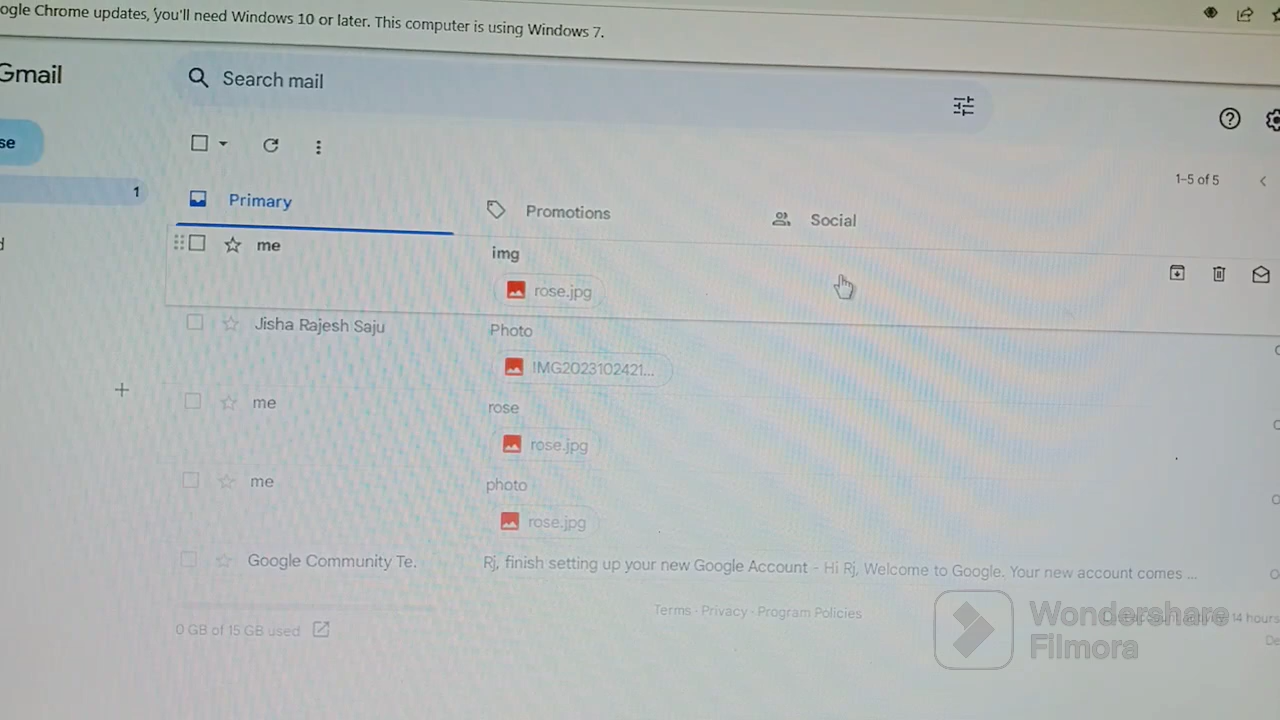 ogle Chrome updates, you'll need Windows 10 or later. This computer is using Windows 7.
Gmail
Search mail
se
1
1–5 of 5
Primary
Promotions
Social
me
img
rose.jpg
Jisha Rajesh Saju
Photo
IMG2023102421...
me
rose
rose.jpg
me
photo
rose.jpg
Google Community Te.
Rj, finish setting up your new Google Account - Hi Rj, Welcome to Google. Your new account comes ...
Terms · Privacy · Program Policies
0 GB of 15 GB used
14 hours
De
Wondershare
Filmora